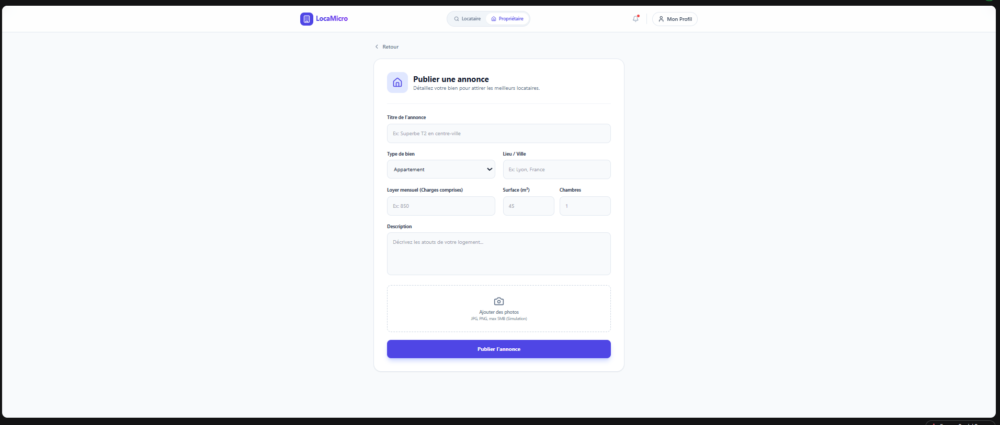 LocaMicro
Locataire
Propriétaire
Mon Profil
Retour
Publier une annonce
Détaillez votre bien pour attirer les meilleurs locataires.
Titre de l'annonce
Ex: Superbe T2 en centre-ville
Type de bien
Lieu / Ville
Appartement
Ex: Lyon, France
Loyer mensuel (Charges comprises)
Surface (m²)
Chambres
Ex: 850
45
1
Description
Décrivez les atouts de votre logement...
Ajouter des photos
JPG, PNG, max 5MB (Simulation)
Publier l'annonce